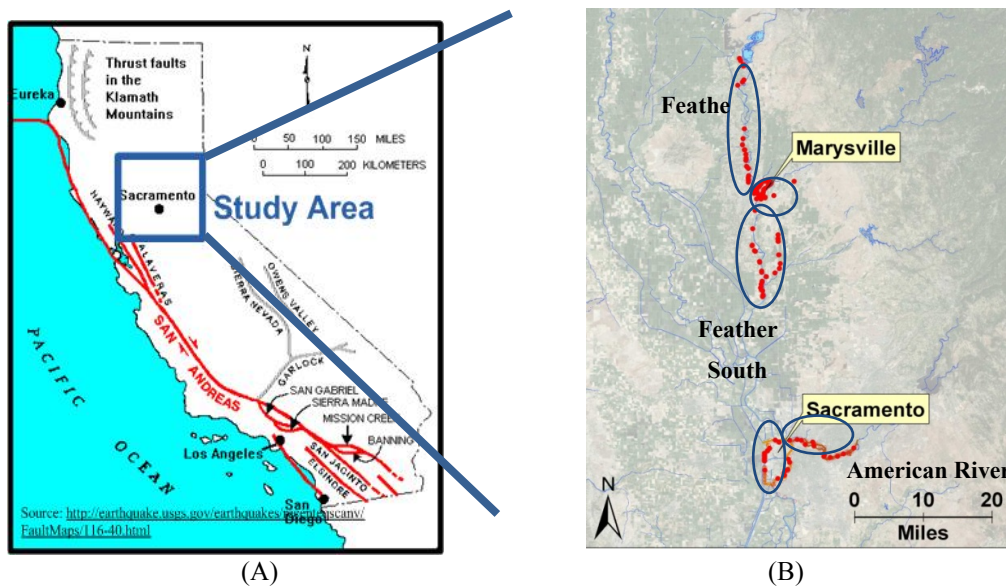 Thrust faults
in the
Klamath
Mountains
Eureka
N
0 50 100 150 MILES
0 100 200 KILOMETERS
Sacramento
Study Area
SIERRA NEVADA
OWENS VALLEY
GARLOCK
SAN ANDREAS
SAN GABRIEL
SIERRA MADRE
MISSION CREEK
BANNING
SAN JACINTO
ELSINORE
Los Angeles
San
Diego
PACIFIC
OCEAN
Source: http://earthquake.usgs.gov/earthquakes/
FaultMaps/116-40.html
(A)
Feathe
Marysville
Feather
South
Sacramento
American River
N
0 10 20
Miles
(B)